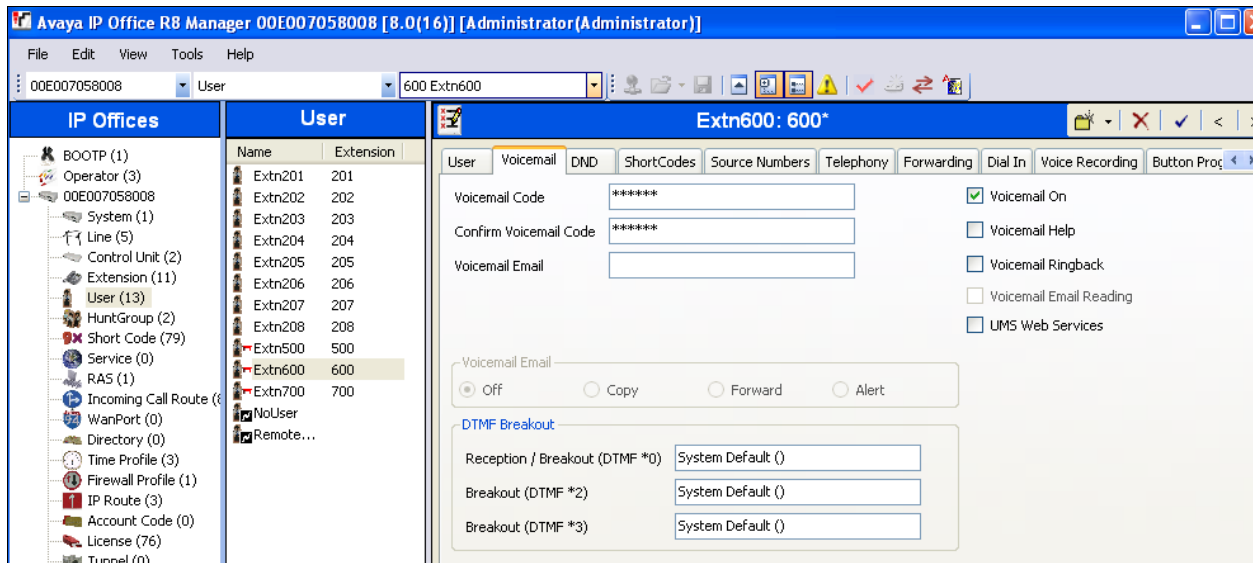 Avaya IP Office R8 Manager 00E007058008 [8.0(16)] [Administrator(Administrator)]
File Edit View Tools Help
00E007058008 User 600 Extn600
IP Offices
BOOTP (1)
Operator (3)
00E007058008
System (1)
Line (5)
Control Unit (2)
Extension (11)
User (13)
HuntGroup (2)
Short Code (79)
Service (0)
RAS (1)
Incoming Call Route (
WanPort (0)
Directory (0)
Time Profile (3)
Firewall Profile (1)
IP Route (3)
Account Code (0)
License (76)
Tunnel (0)
User
Name Extension
Extn201 201
Extn202 202
Extn203 203
Extn204 204
Extn205 205
Extn206 206
Extn207 207
Extn208 208
Extn500 500
Extn600 600
Extn700 700
NoUser
Remote...
Extn600: 600*
User Voicemail DND ShortCodes Source Numbers Telephony Forwarding Dial In Voice Recording Button Prog
Voicemail Code ****** Voicemail On
Confirm Voicemail Code ****** Voicemail Help
Voicemail Email Voicemail Ringback
Voicemail Email Reading
UMS Web Services
Voicemail Email
Off Copy Forward Alert
DTMF Breakout
Reception / Breakout (DTMF *0) System Default ()
Breakout (DTMF *2) System Default ()
Breakout (DTMF *3) System Default ()